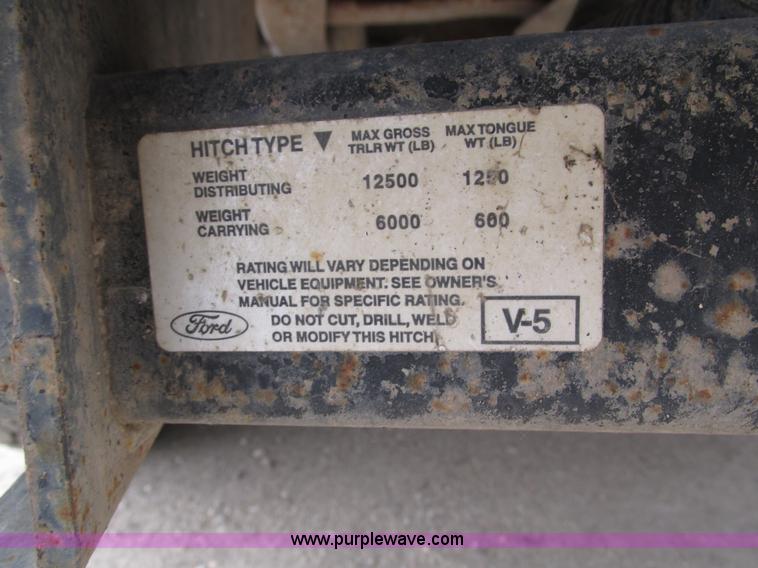 HITCH TYPE ▼ MAX GROSS TRLR WT (LB) MAX TONGUE WT (LB)
WEIGHT DISTRIBUTING 12500 1250
WEIGHT CARRYING 6000 600
RATING WILL VARY DEPENDING ON
VEHICLE EQUIPMENT. SEE OWNER'S
MANUAL FOR SPECIFIC RATING.
DO NOT CUT, DRILL, WELD
OR MODIFY THIS HITCH
Ford
V-5
www.purplewave.com